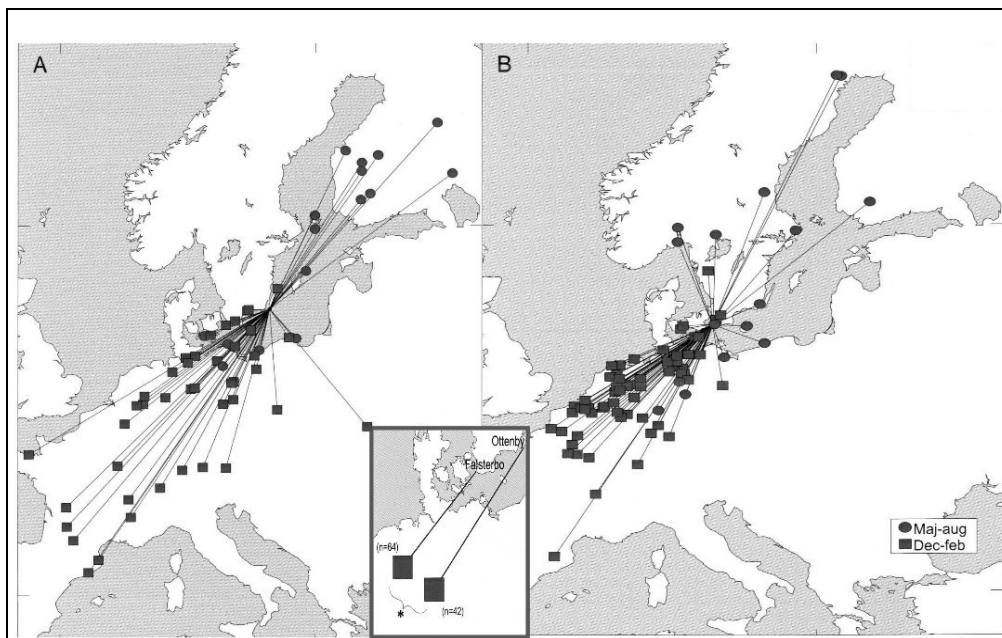 A
B
Ottenby
Falsterbo
(n=64)
(n=42)
*
Maj-aug
Dec-feb